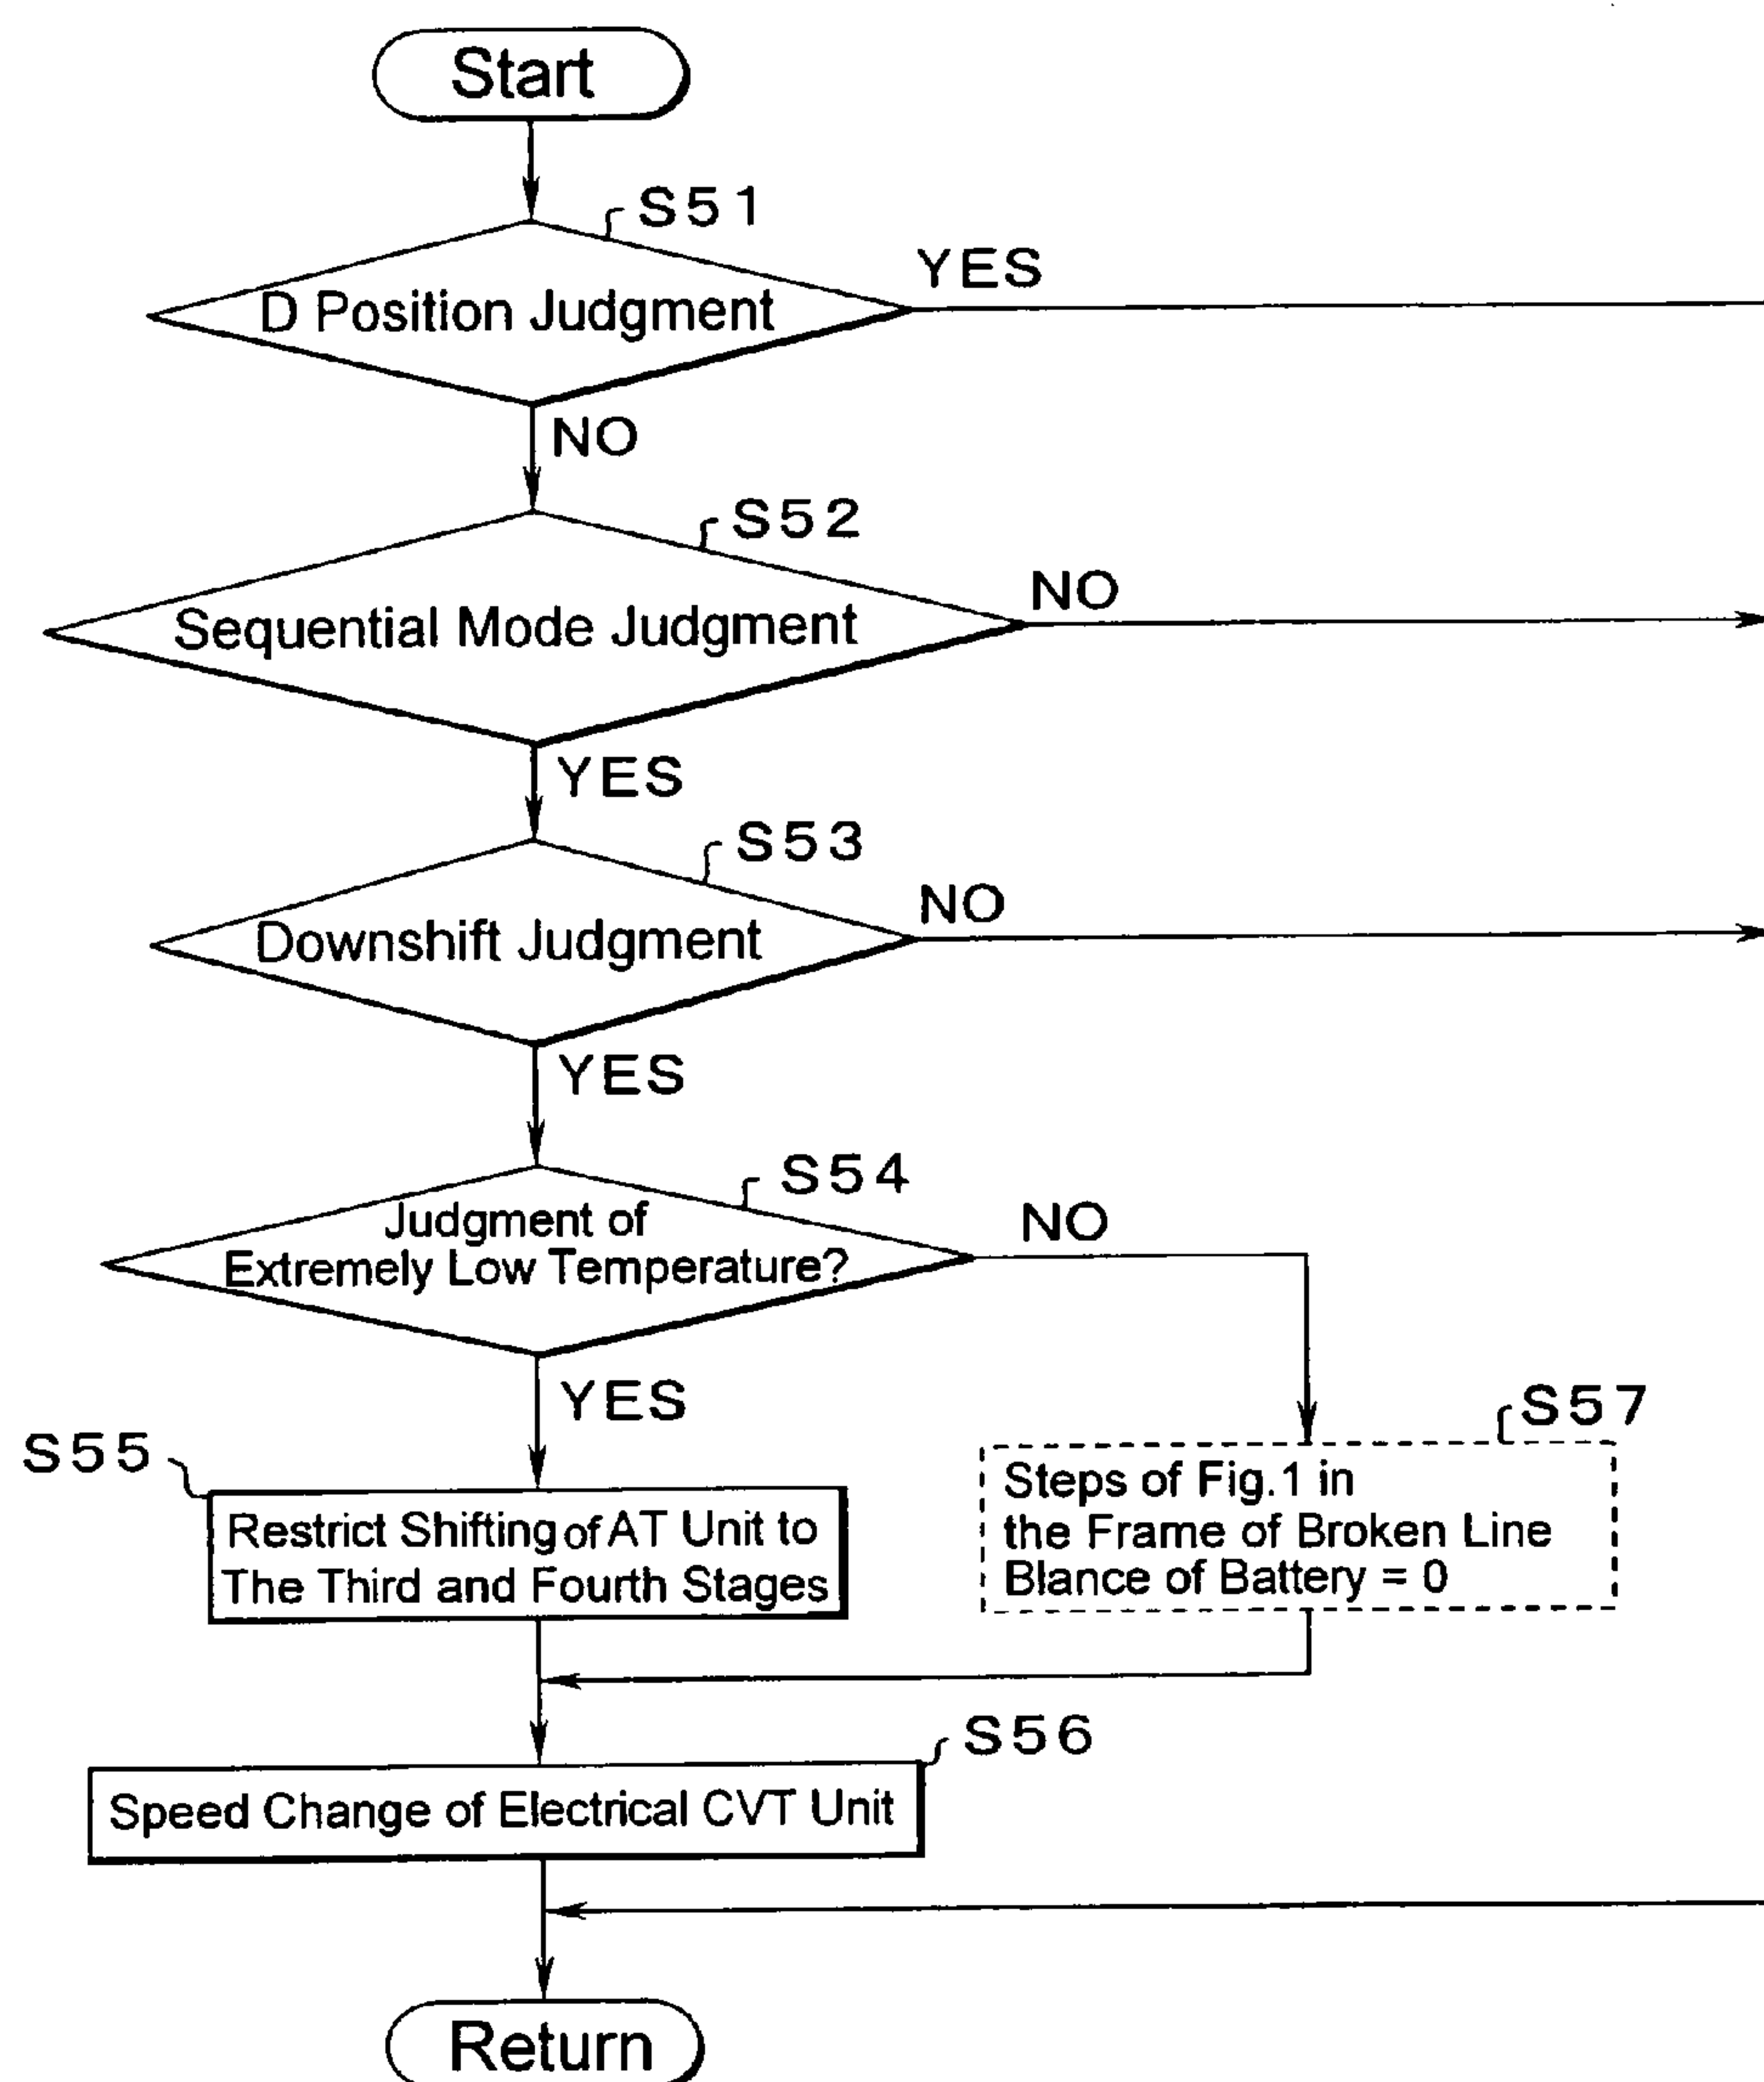 Start
S51
D Position Judgment
YES
NO
S52
Sequential Mode Judgment
NO
YES
S53
Downshift Judgment
NO
YES
S54
Judgment of
Extremely Low Temperature?
NO
YES
S55
Restrict Shifting of AT Unit to
The Third and Fourth Stages
S57
Steps of Fig.1 in
the Frame of Broken Line
Blance of Battery = 0
S56
Speed Change of Electrical CVT Unit
Return